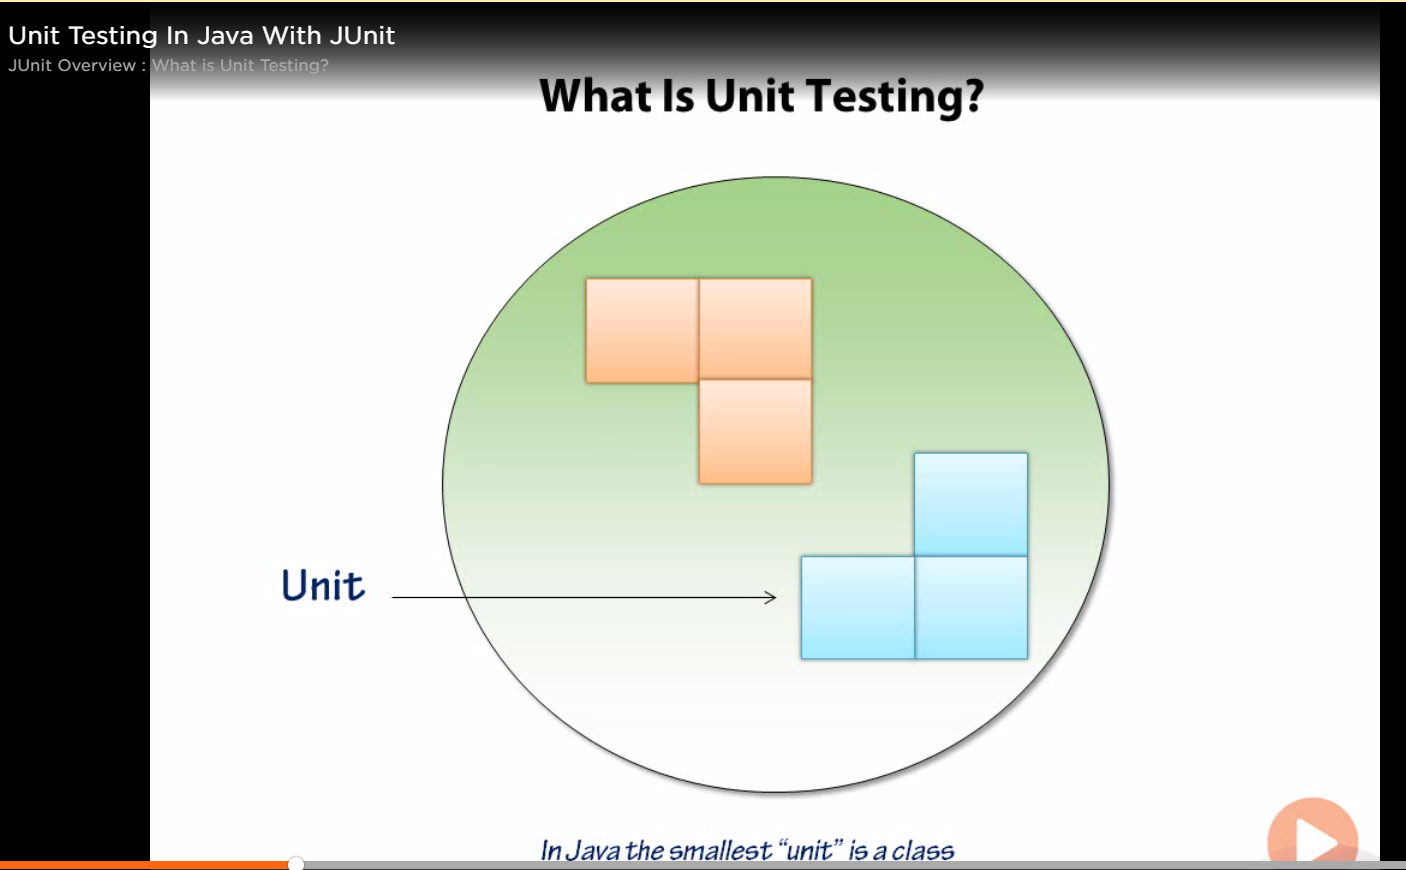 Unit Testing In Java With JUnit
JUnit Overview : What is Unit Testing?
What Is Unit Testing?
Unit
In Java the smallest “unit” is a class